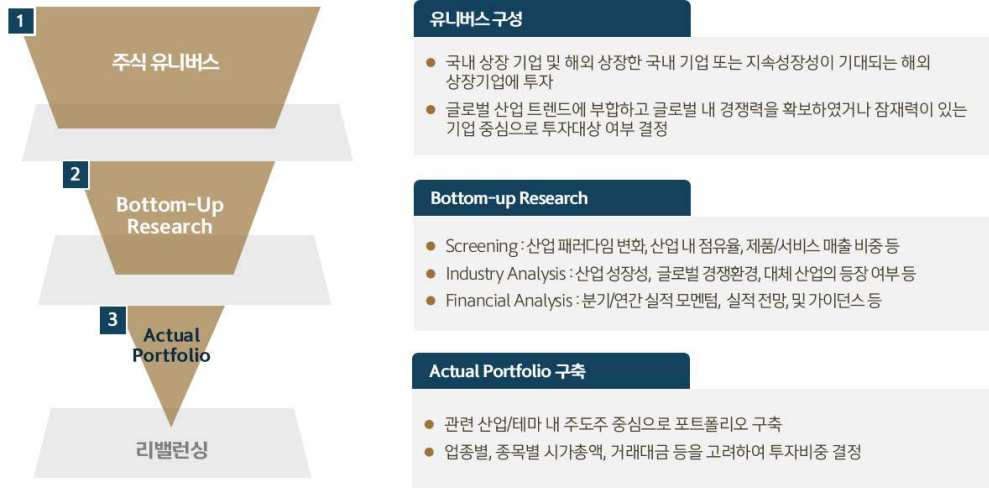 1
주식 유니버스
2
Bottom-Up
Research
3
Actual
Portfolio
리밸런싱
유니버스 구성
● 국내 상장 기업 및 해외 상장한 국내 기업 또는 지속성장성이 기대되는 해외
상장기업에 투자
● 글로벌 산업 트렌드에 부합하고 글로벌 내 경쟁력을 확보하였거나 잠재력이 있는
기업 중심으로 투자대상 여부 결정
Bottom-up Research
● Screening : 산업 패러다임 변화, 산업 내 점유율, 제품/서비스 매출 비중 등
● Industry Analysis : 산업 성장성, 글로벌 경쟁환경, 대체 산업의 등장 여부 등
● Financial Analysis : 분기/연간 실적 모멘텀, 실적 전망, 및 가이던스 등
Actual Portfolio 구축
● 관련 산업/테마 내 주도주 중심으로 포트폴리오 구축
● 업종별, 종목별 시가총액, 거래대금 등을 고려하여 투자비중 결정